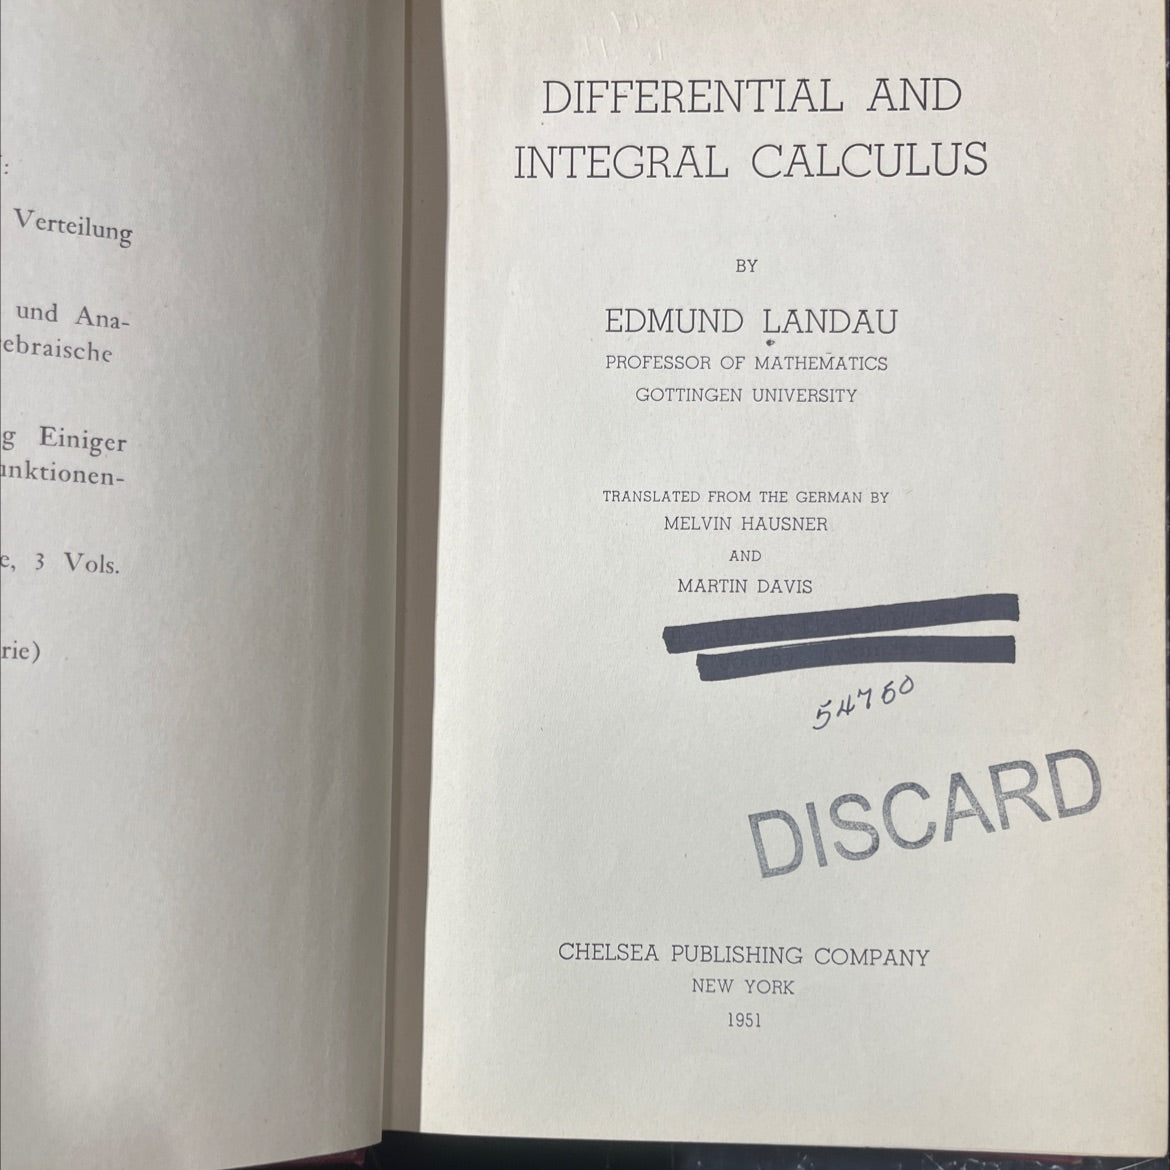 :
Verteilung
und Ana-
ebraische
g Einiger
unktionen-
e, 3 Vols.
rie)
DIFFERENTIAL AND
INTEGRAL CALCULUS
BY
EDMUND LANDAU
PROFESSOR OF MATHEMATICS
GOTTINGEN UNIVERSITY
TRANSLATED FROM THE GERMAN BY
MELVIN HAUSNER
AND
MARTIN DAVIS
54760
DISCARD
CHELSEA PUBLISHING COMPANY
NEW YORK
1951